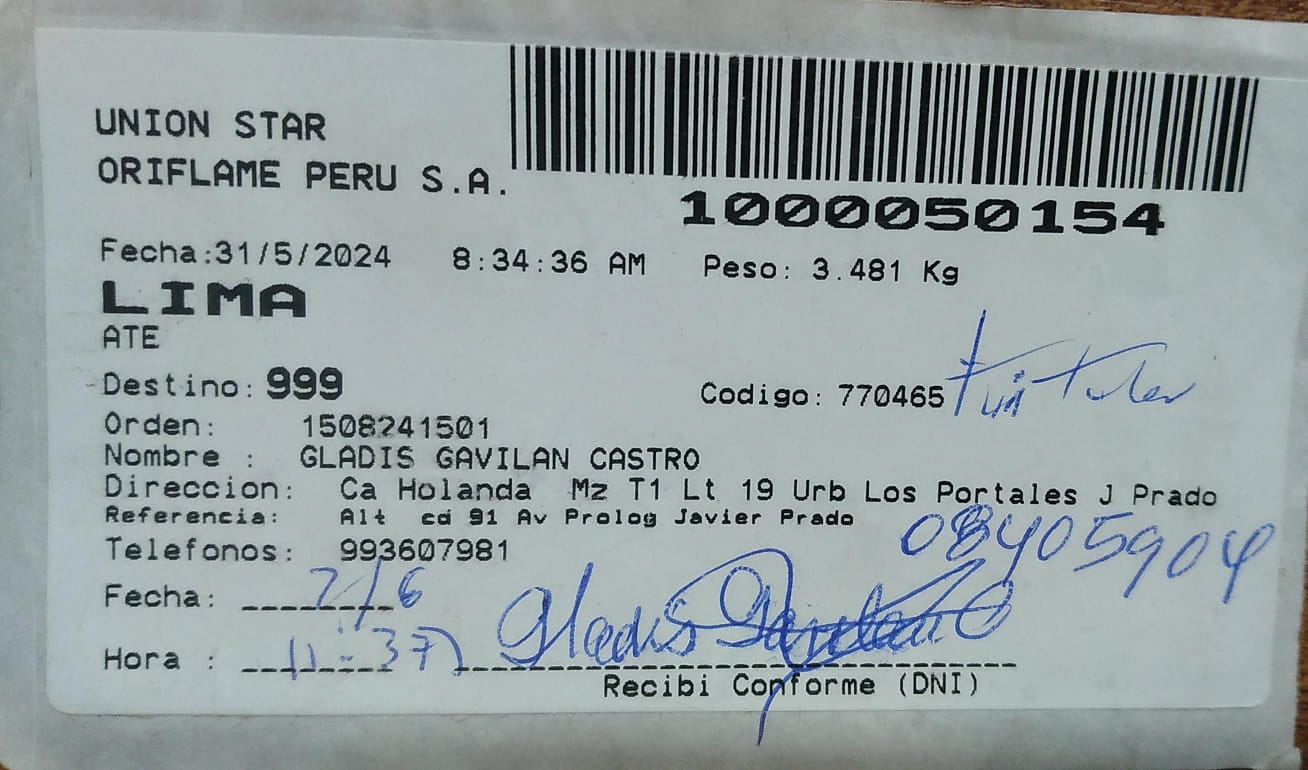 UNION STAR
ORIFLAME PERU S.A.
1000050154
Fecha:31/5/2024 8:34:36 AM Peso: 3.481 Kg
LIMA
ATE
Destino: 999 Codigo: 770465
Orden: 1508241501
Nombre : GLADIS GAVILAN CASTRO
Direccion: Ca Holanda Mz T1 Lt 19 Urb Los Portales J Prado
Referencia: Alt cd 91 Av Prolog Javier Prado
08405904
Telefonos: 993607981
Fecha: 7/6
Hora : 11:37 Gladis Gavilan C
Recibi Conforme (DNI)